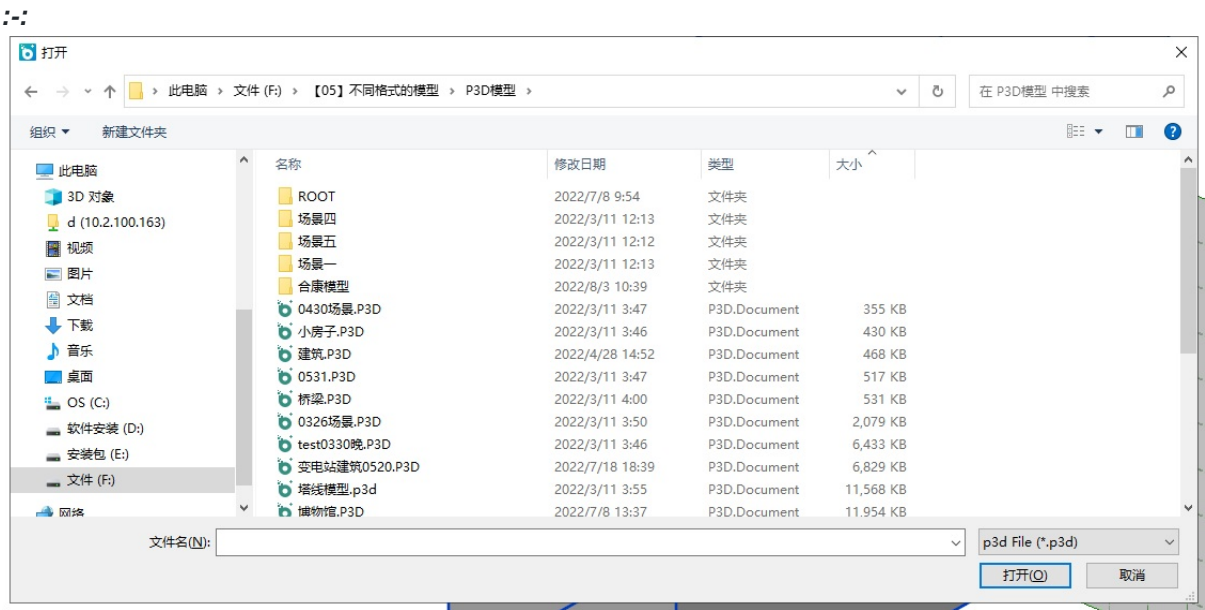 :-:
打开
此电脑 › 文件 (F:) › 【05】不同格式的模型 › P3D模型 ›
在 P3D模型 中搜索
组织 新建文件夹
名称 修改日期 类型 大小
此电脑
3D 对象
d (10.2.100.163)
视频
图片
文档
下载
音乐
桌面
OS (C:)
软件安装 (D:)
安装包 (E:)
文件 (F:)
网络
ROOT 2022/7/8 9:54 文件夹
场景四 2022/3/11 12:13 文件夹
场景五 2022/3/11 12:12 文件夹
场景一 2022/3/11 12:13 文件夹
合康模型 2022/8/3 10:39 文件夹
0430场景.P3D 2022/3/11 3:47 P3D.Document 355 KB
小房子.P3D 2022/3/11 3:46 P3D.Document 430 KB
建筑.P3D 2022/4/28 14:52 P3D.Document 468 KB
0531.P3D 2022/3/11 3:47 P3D.Document 517 KB
桥梁.P3D 2022/3/11 4:00 P3D.Document 531 KB
0326场景.P3D 2022/3/11 3:50 P3D.Document 2,079 KB
test0330晚.P3D 2022/3/11 3:46 P3D.Document 6,433 KB
变电站建筑0520.P3D 2022/7/18 18:39 P3D.Document 6,829 KB
塔线模型.p3d 2022/3/11 3:55 P3D.Document 11,568 KB
博物馆.P3D 2022/7/8 13:37 P3D.Document 11,954 KB
文件名(N):
p3d File (*.p3d)
打开(O) 取消